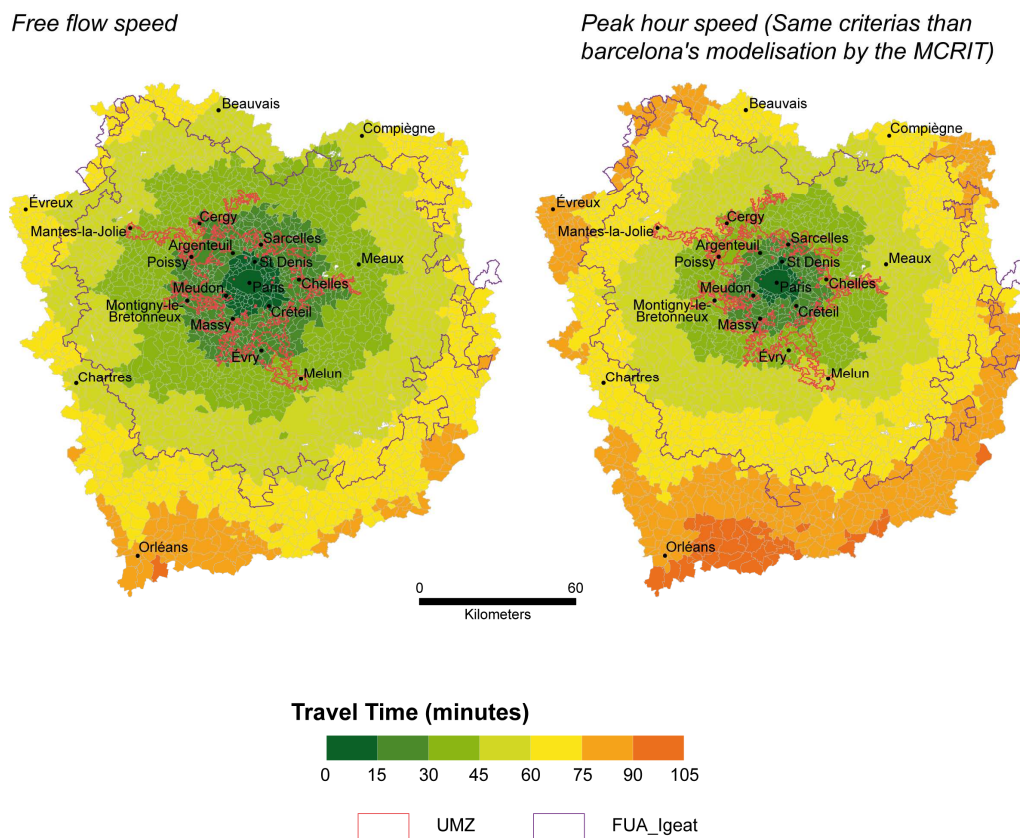 Free flow speed
Peak hour speed (Same criterias than
barcelona's modelisation by the MCRIT)
Beauvais
Compiègne
Évreux
Mantes-la-Jolie
Cergy
Argenteuil
Sarcelles
Poissy
St Denis
Meaux
Meudon
Paris
Chelles
Montigny-le-
Bretonneux
Créteil
Massy
Évry
Melun
Chartres
Orléans
Beauvais
Compiègne
Évreux
Mantes-la-Jolie
Cergy
Argenteuil
Sarcelles
Poissy
St Denis
Meaux
Meudon
Paris
Chelles
Montigny-le-
Bretonneux
Créteil
Massy
Évry
Melun
Chartres
Orléans
0 60
Kilometers
Travel Time (minutes)
0 15 30 45 60 75 90 105
UMZ FUA_Igeat